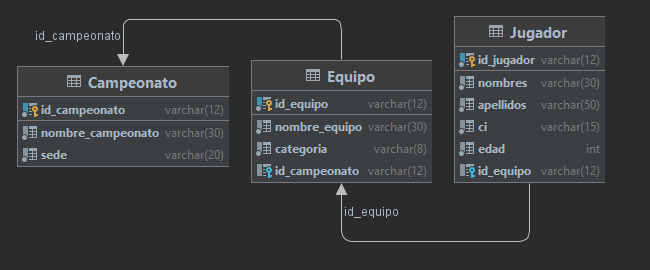 id_campeonato
Campeonato
id_campeonato varchar(12)
nombre_campeonato varchar(30)
sede varchar(20)
Equipo
id_equipo varchar(12)
nombre_equipo varchar(30)
categoria varchar(8)
id_campeonato varchar(12)
Jugador
id_jugador varchar(12)
nombres varchar(30)
apellidos varchar(50)
ci varchar(15)
edad int
id_equipo varchar(12)
id_equipo